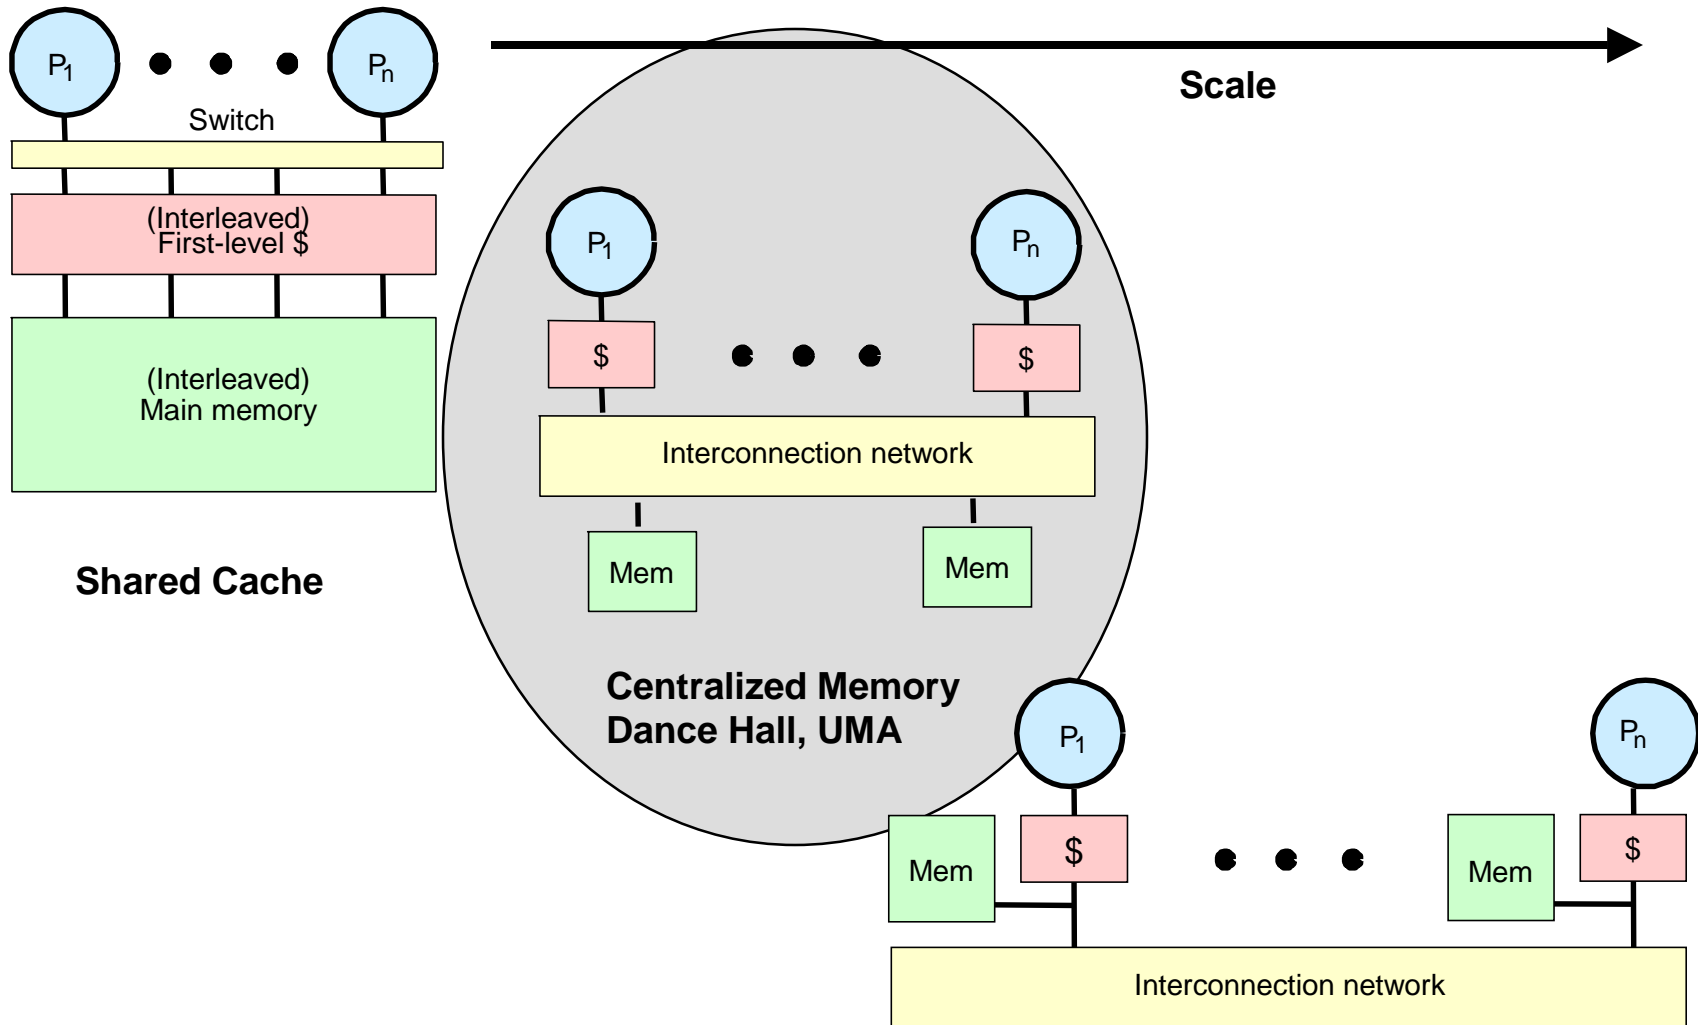 P1
Pn
Scale
Switch
(Interleaved)
First-level $
(Interleaved)
Main memory
Shared Cache
P1
Pn
$
$
Interconnection network
Mem
Mem
Centralized Memory
Dance Hall, UMA
P1
Pn
Mem
$
Mem
$
Interconnection network